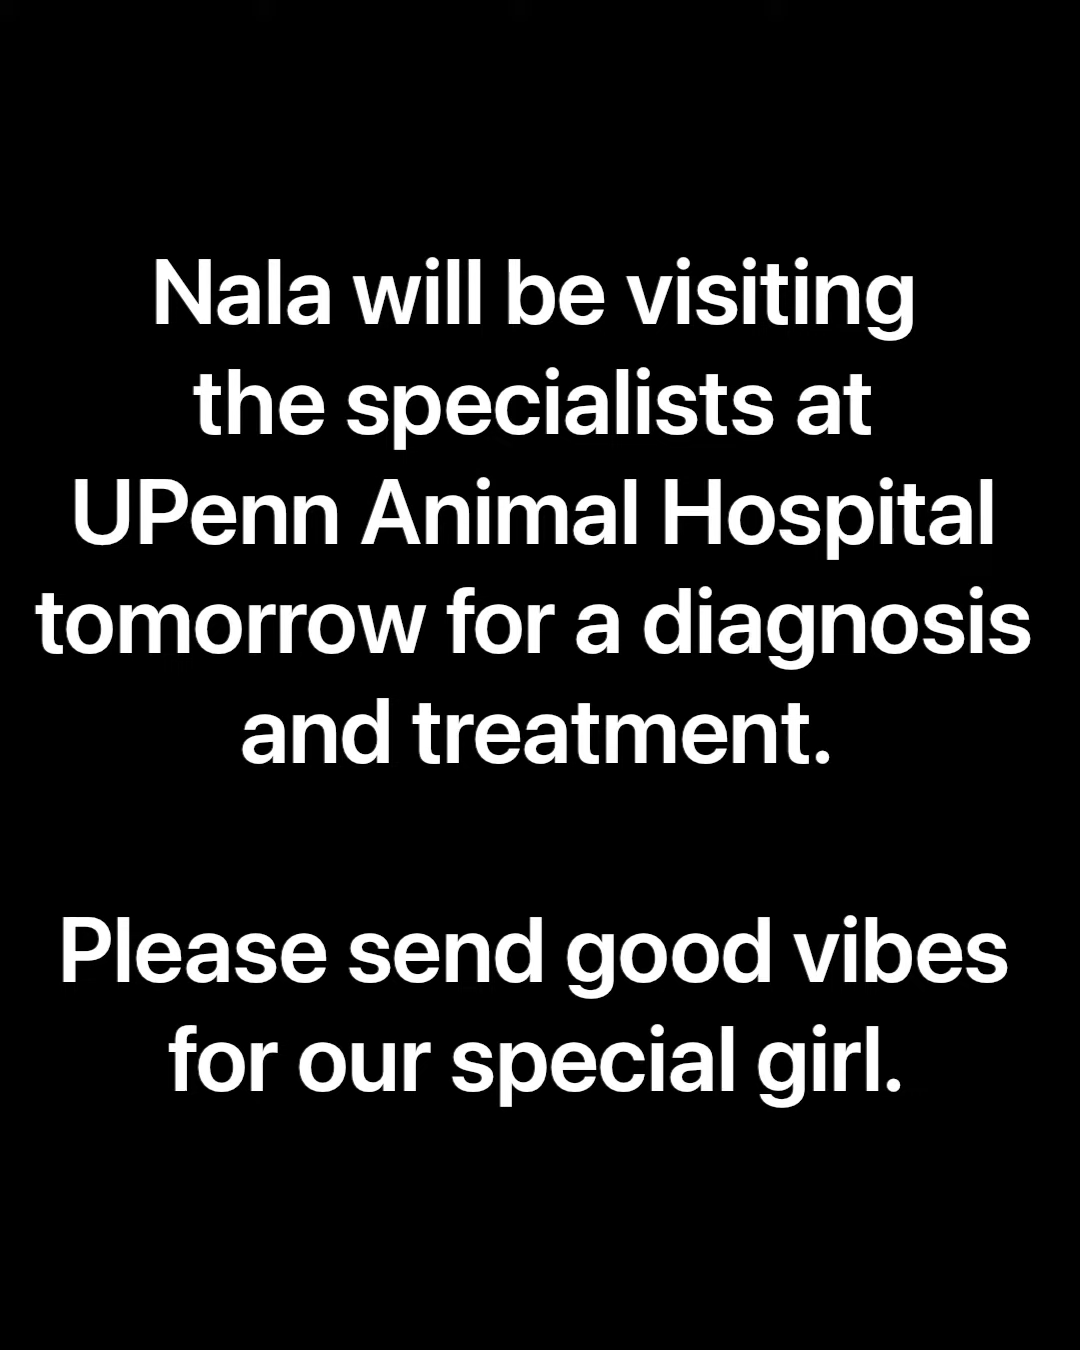 Nala will be visiting
the specialists at
UPenn Animal Hospital
tomorrow for a diagnosis
and treatment.
Please send good vibes
for our special girl.